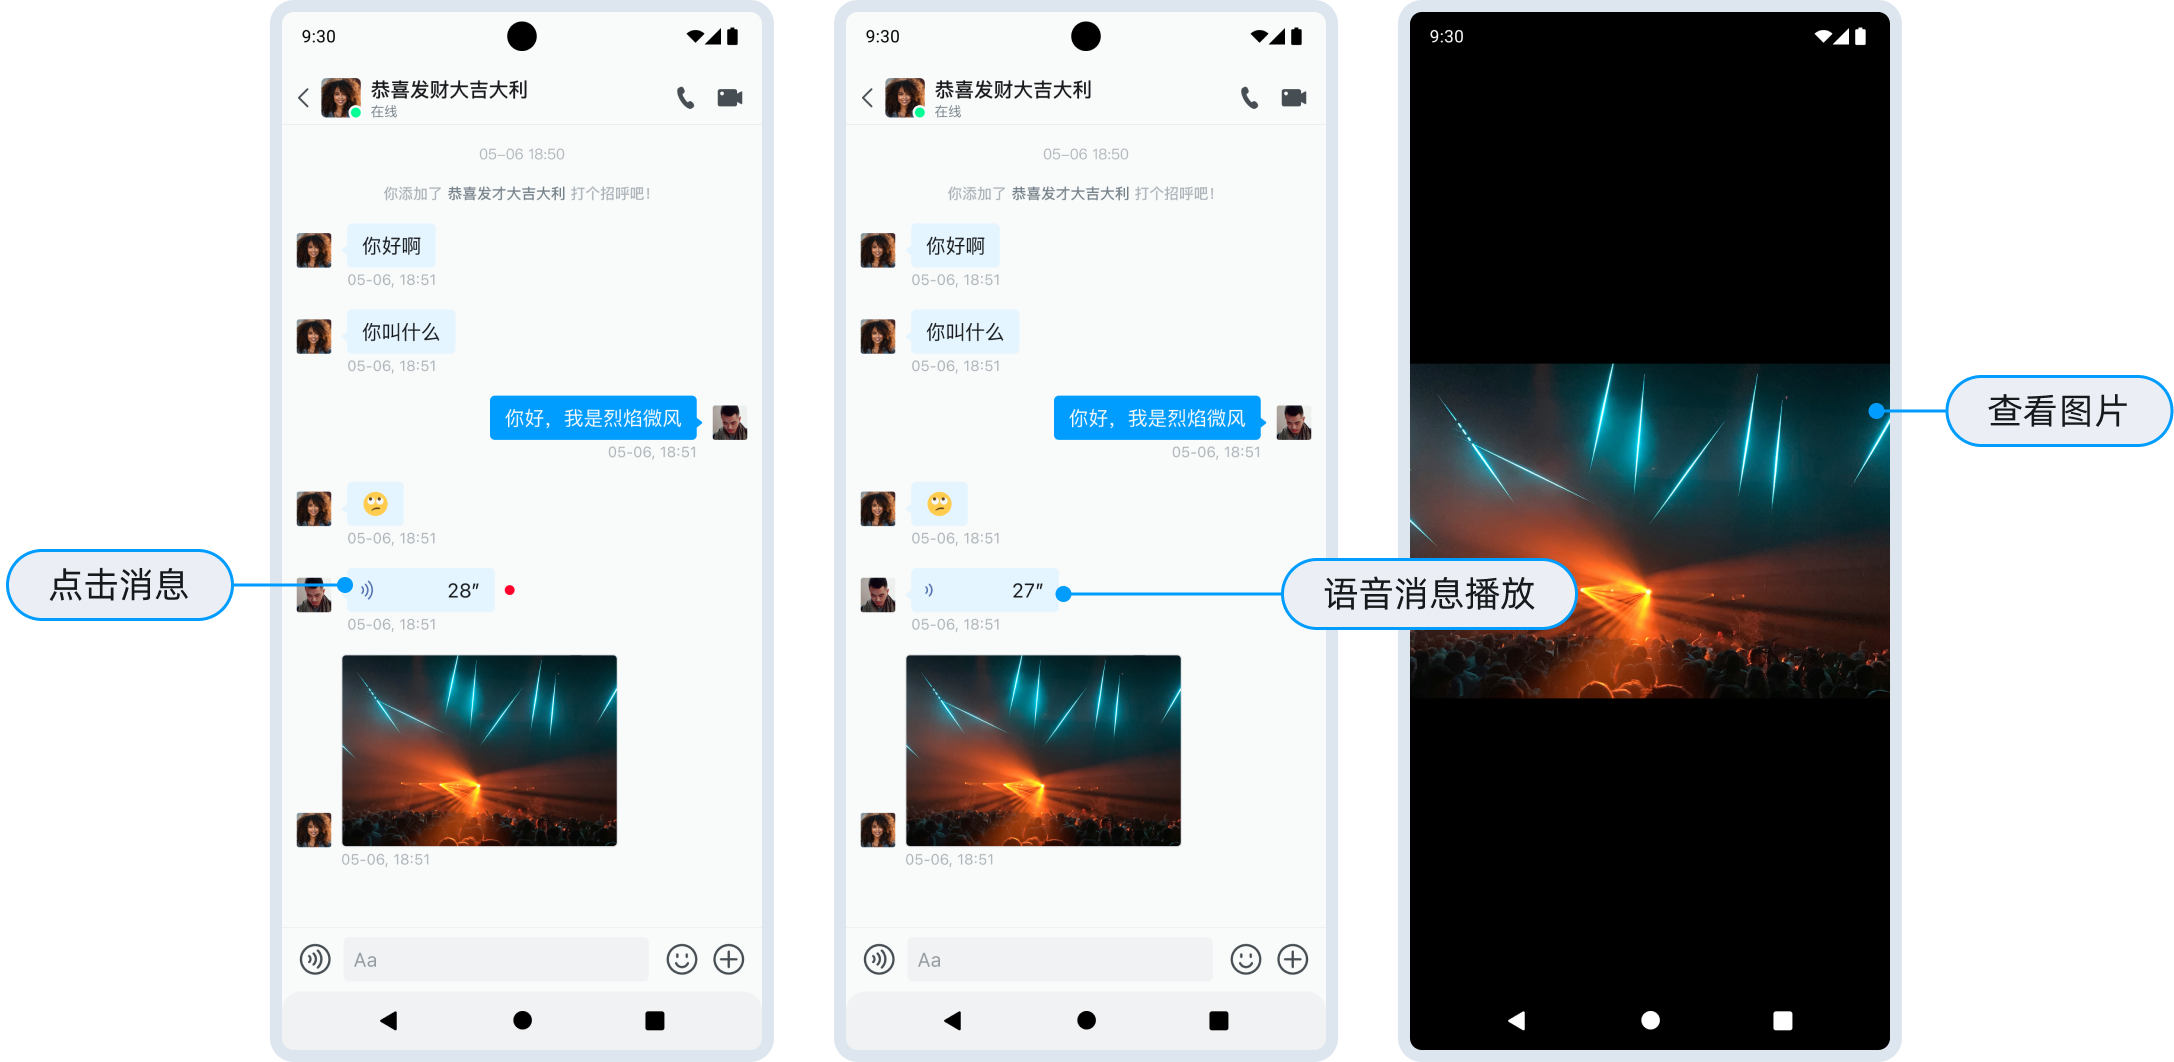 9:30
恭喜发财大吉大利
在线
05-06 18:50
你添加了 恭喜发才大吉大利 打个招呼吧！
你好啊
05-06, 18:51
你叫什么
05-06, 18:51
你好，我是烈焰微风
05-06, 18:51
05-06, 18:51
点击消息
28"
05-06, 18:51
05-06, 18:51
Aa
9:30
恭喜发财大吉大利
在线
05-06 18:50
你添加了 恭喜发才大吉大利 打个招呼吧！
你好啊
05-06, 18:51
你叫什么
05-06, 18:51
你好，我是烈焰微风
05-06, 18:51
05-06, 18:51
27"
语音消息播放
05-06, 18:51
05-06, 18:51
Aa
9:30
查看图片